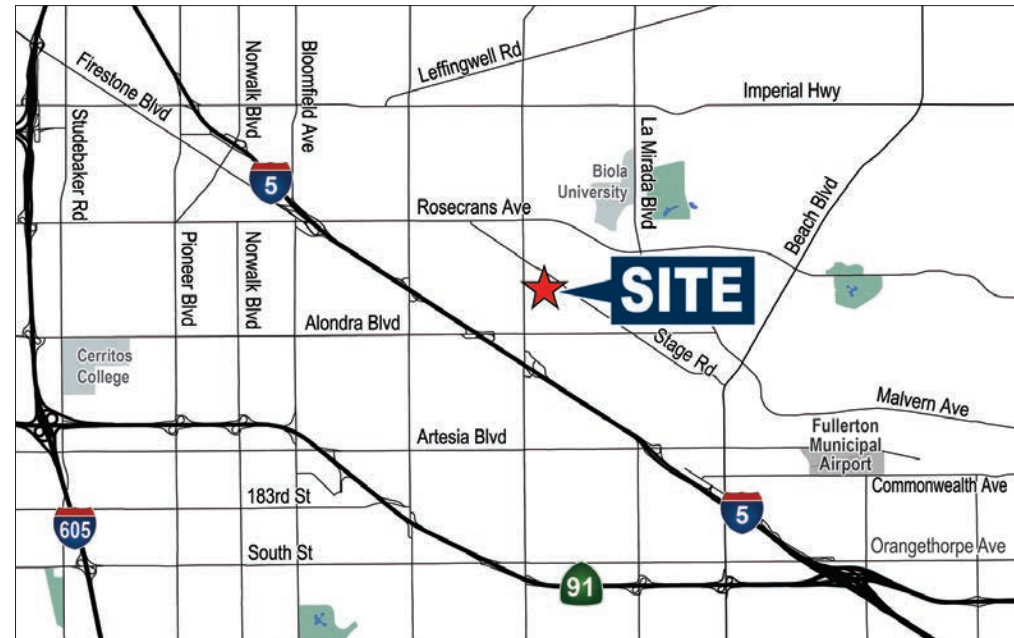 Leffingwell Rd
Firestone Blvd
Norwalk Blvd
Bloomfield Ave
Imperial Hwy
Studebaker Rd
La Mirada Blvd
5
Biola
University
Rosecrans Ave
Beach Blvd
Pioneer Blvd
Norwalk Blvd
SITE
Alondra Blvd
Stage Rd
Cerritos
College
Malvern Ave
Artesia Blvd
Fullerton
Municipal
Airport
183rd St
Commonwealth Ave
5
605
South St
Orangethorpe Ave
91